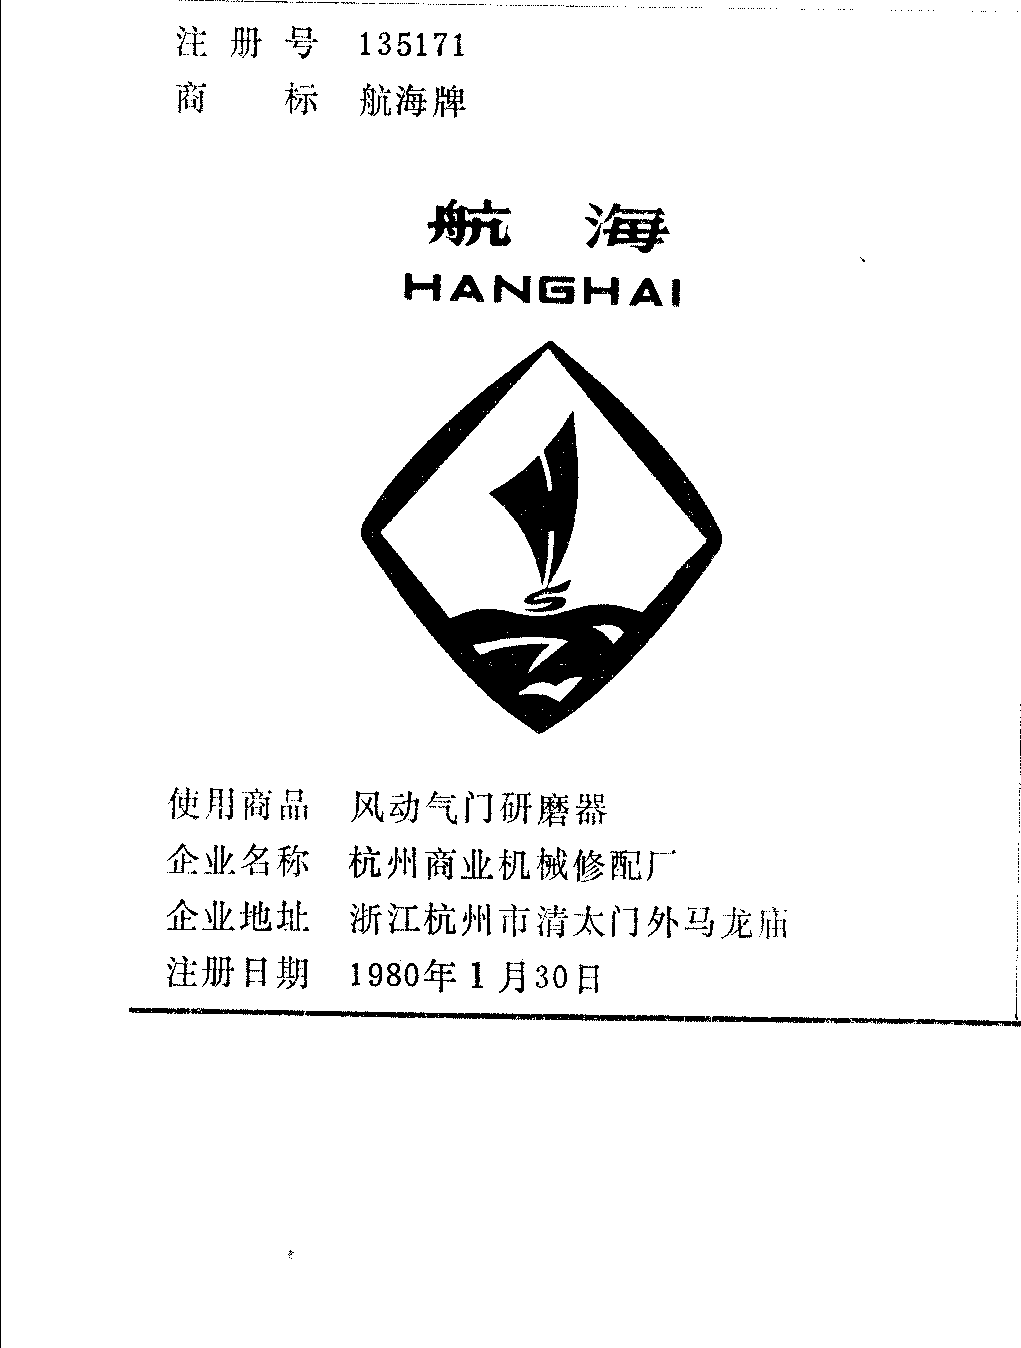 注册号 135171
商标 航海牌
航海
HANGHAI
使用商品 风动气门研磨器
企业名称 杭州商业机械修配厂
企业地址 浙江杭州市清太门外马龙庙
注册日期 1980年1月30日